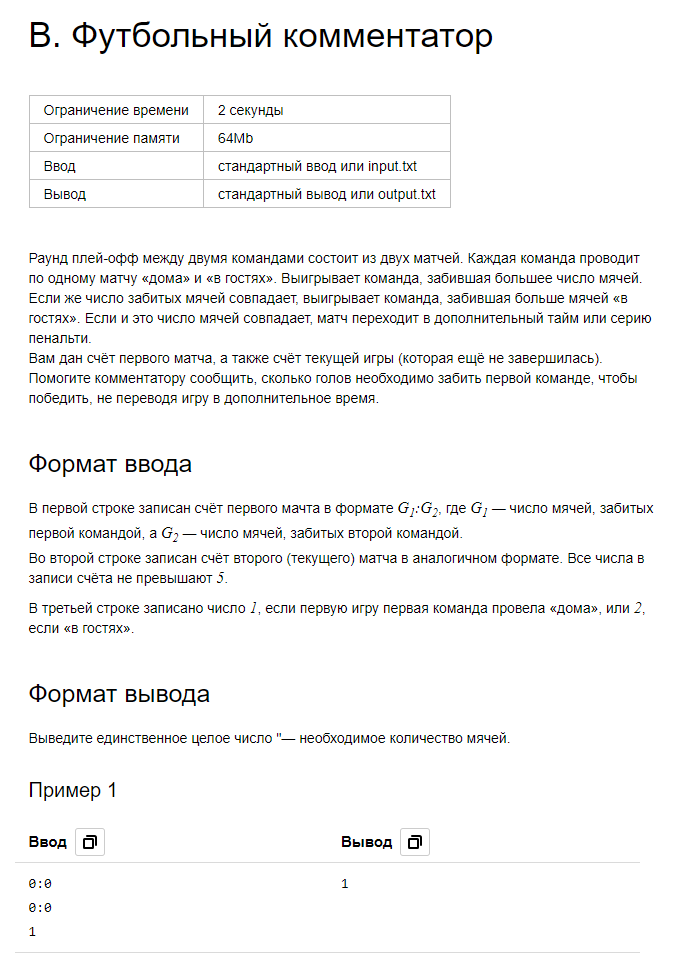 B. Футбольный комментатор
Ограничение времени 2 секунды
Ограничение памяти 64Mb
Ввод стандартный ввод или input.txt
Вывод стандартный вывод или output.txt
Раунд плей-офф между двумя командами состоит из двух матчей. Каждая команда проводит
по одному матчу «дома» и «в гостях». Выигрывает команда, забившая большее число мячей.
Если же число забитых мячей совпадает, выигрывает команда, забившая больше мячей «в
гостях». Если и это число мячей совпадает, матч переходит в дополнительный тайм или серию
пенальти.
Вам дан счёт первого матча, а также счёт текущей игры (которая ещё не завершилась).
Помогите комментатору сообщить, сколько голов необходимо забить первой команде, чтобы
победить, не переводя игру в дополнительное время.
Формат ввода
В первой строке записан счёт первого мачта в формате G1:G2, где G1 — число мячей, забитых
первой командой, а G2 — число мячей, забитых второй командой.
Во второй строке записан счёт второго (текущего) матча в аналогичном формате. Все числа в
записи счёта не превышают 5.
В третьей строке записано число 1, если первую игру первая команда провела «дома», или 2,
если «в гостях».
Формат вывода
Выведите единственное целое число "— необходимое количество мячей.
Пример 1
Ввод Вывод
0:0 1
0:0
1